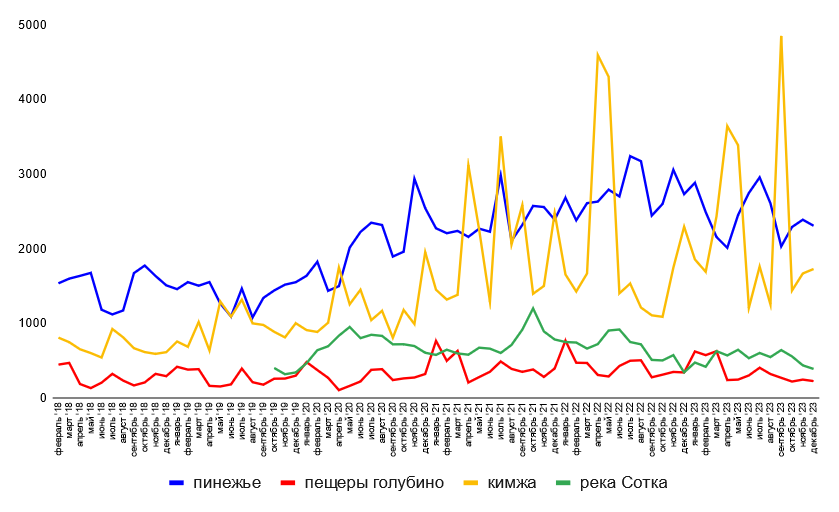 5000
4000
3000
2000
1000
0
февраль '18
март '18
апрель '18
май'18
июнь '18
июль '18
август '18
сентябрь '18
октябрь '18
ноябрь '18
декабрь '18
январь '19
февраль '19
март '19
апрель '19
май '19
июнь '19
июль '19
август '19
сентябрь '19
октябрь '19
ноябрь '19
декабрь '19
январь 20
февраль 20
март 20
апрель 20
май 20
июнь 20
июль 20
август 20
сентябрь 20
октябрь 20
ноябрь 20
декабрь 20
январь 21
февраль 21
март 21
апрель 21
май 21
июнь 21
июль 21
август 21
сентябрь 21
октябрь 21
ноябрь 21
декабрь 21
январь 22
февраль 22
март 22
апрель 22
май 22
июнь 22
июль 22
август 22
сентябрь 22
октябрь 22
ноябрь 22
декабрь 22
январь 23
февраль 23
март 23
апрель 23
май 23
июнь 23
июль 23
август 23
сентябрь 23
октябрь 23
ноябрь 23
декабрь 23
пинежье пещеры голубино кимжа река Сотка